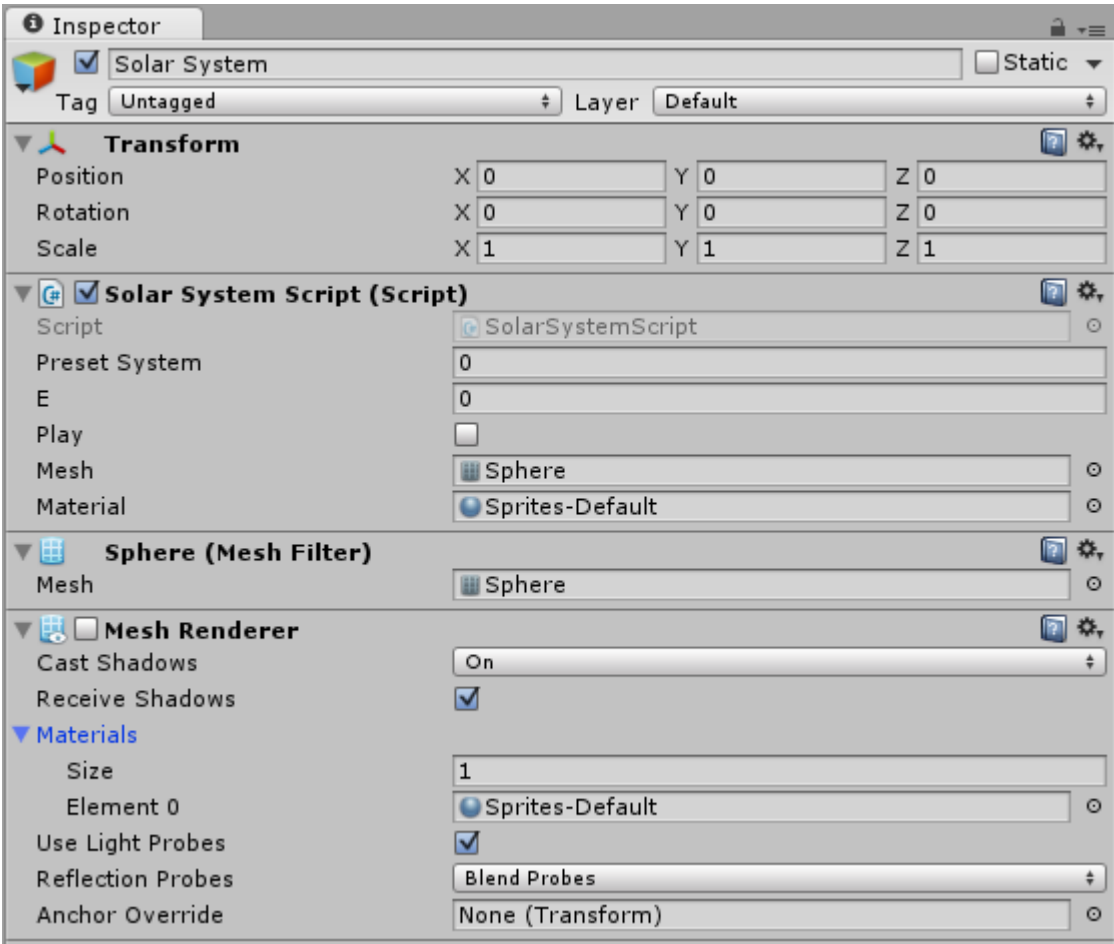 Inspector
Solar System Static
Tag Untagged Layer Default
Transform
Position X 0 Y 0 Z 0
Rotation X 0 Y 0 Z 0
Scale X 1 Y 1 Z 1
Solar System Script (Script)
Script SolarSystemScript
Preset System 0
E 0
Play
Mesh Sphere
Material Sprites-Default
Sphere (Mesh Filter)
Mesh Sphere
Mesh Renderer
Cast Shadows On
Receive Shadows
Materials
Size 1
Element 0 Sprites-Default
Use Light Probes
Reflection Probes Blend Probes
Anchor Override None (Transform)